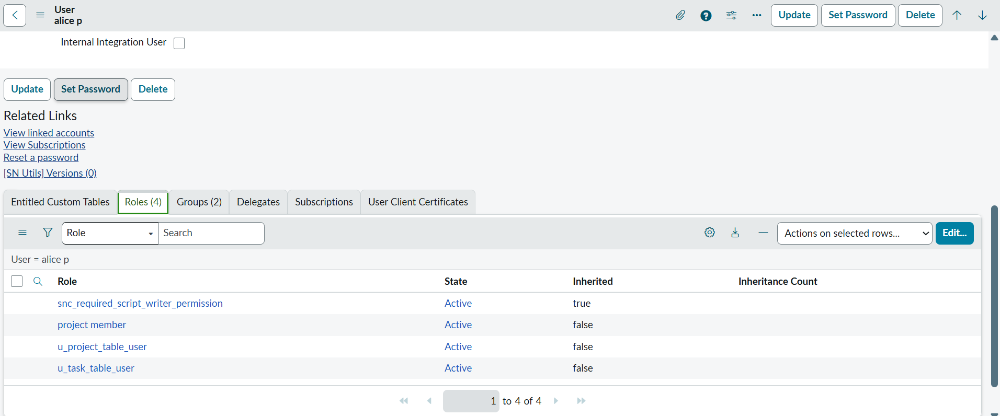 User
alice p
Update Set Password Delete
Internal Integration User
Update Set Password Delete
Related Links
View linked accounts
View Subscriptions
Reset a password
[SN Utils] Versions (0)
Entitled Custom Tables Roles (4) Groups (2) Delegates Subscriptions User Client Certificates
Role Search Actions on selected rows... Edit...
User = alice p
Role State Inherited Inheritance Count
snc_required_script_writer_permission Active true
project member Active false
u_project_table_user Active false
u_task_table_user Active false
1 to 4 of 4